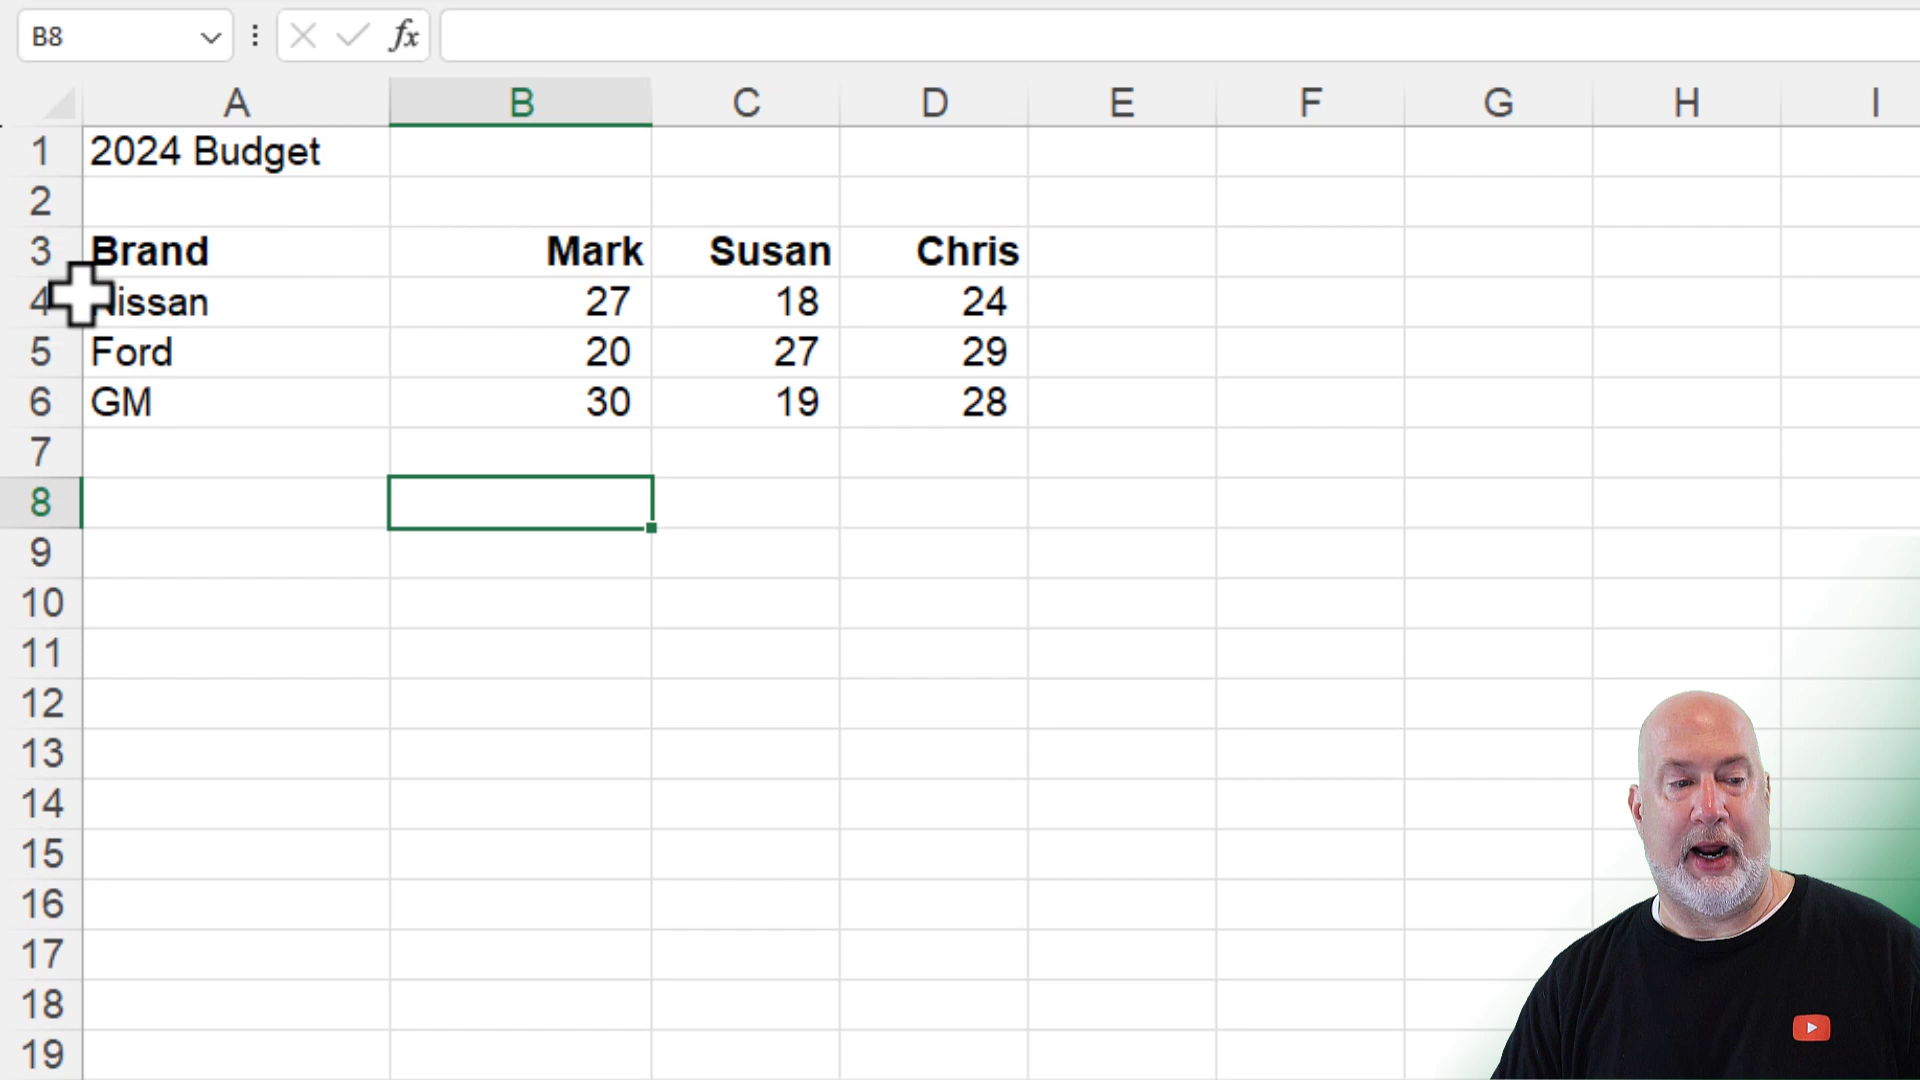 B8 fx
A B C D E F G H I
1 2024 Budget
2
3 Brand Mark Susan Chris
4 Nissan 27 18 24
5 Ford 20 27 29
6 GM 30 19 28
7
8
9
10
11
12
13
14
15
16
17
18
19